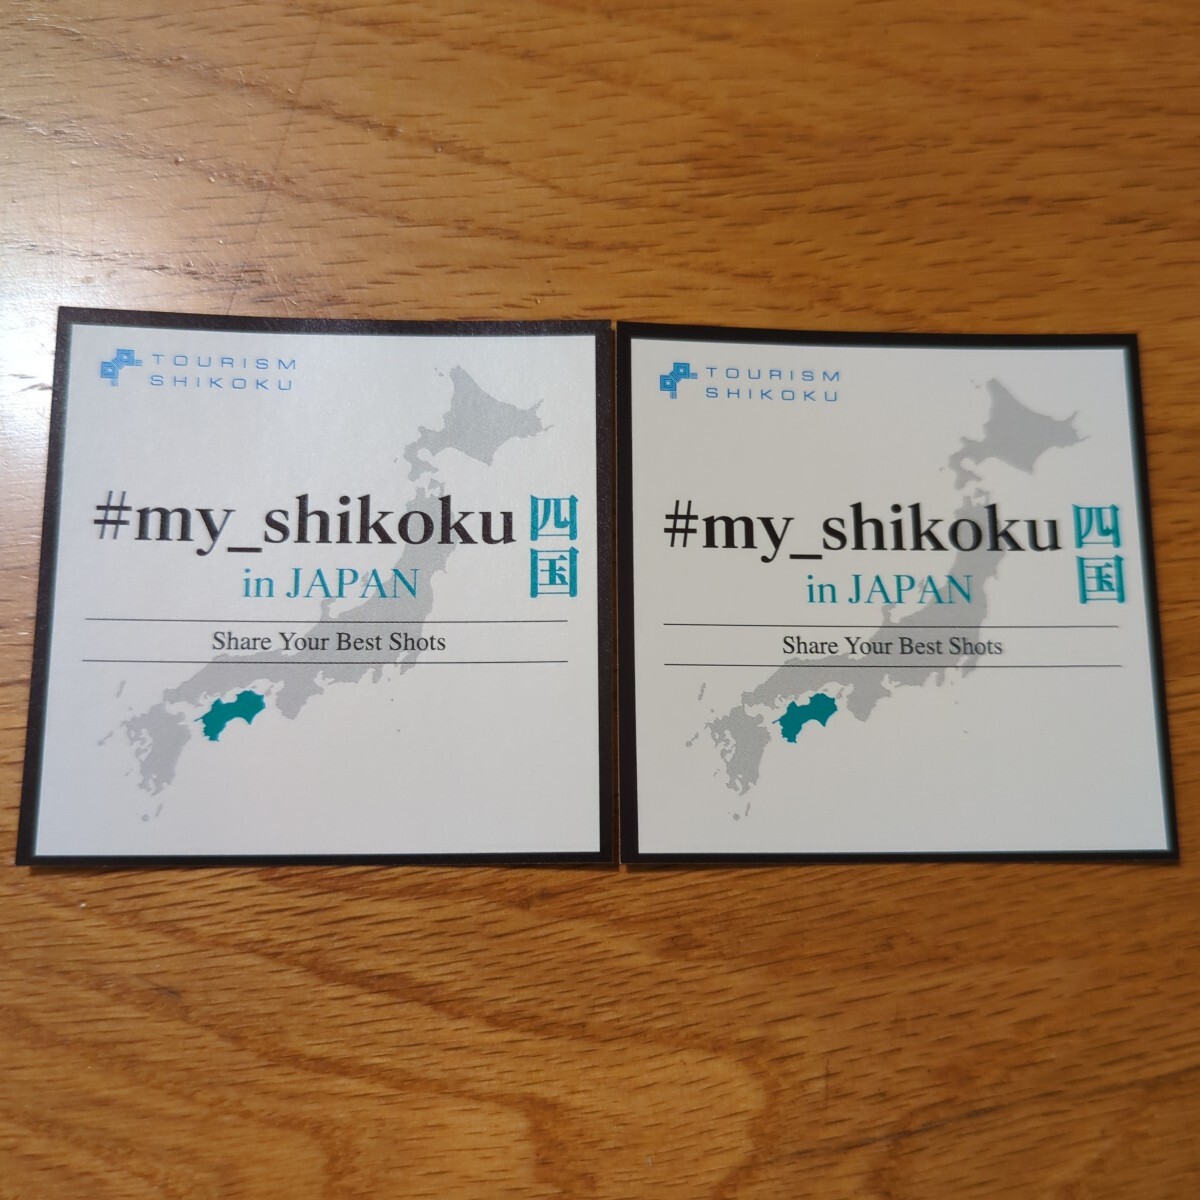 TOURISM
SHIKOKU
#my_shikoku
四国
in JAPAN
Share Your Best Shots
TOURISM
SHIKOKU
#my_shikoku
四国
in JAPAN
Share Your Best Shots